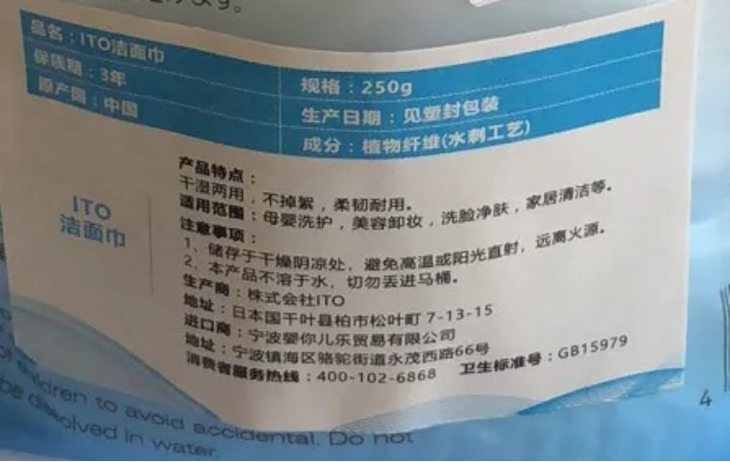 品名：ITO洁面巾
保质期：3年
规格：250g
原产国：中国
生产日期：见塑封包装
成分：植物纤维(水刺工艺)
ITO
洁面巾
产品特点：
干湿两用，不掉絮，柔韧耐用。
适用范围：母婴洗护，美容卸妆，洗脸净肤，家居清洁等。
注意事项：
1、储存于干燥阴凉处，避免高温或阳光直射，远离火源。
2、本产品不溶于水，切勿丢进马桶。
生产商：株式会社ITO
地址：日本国千叶县柏市松叶町 7-13-15
进口商：宁波婴你儿乐贸易有限公司
地址：宁波镇海区骆驼街道永茂西路66号
消费者服务热线：400-102-6868 卫生标准号：GB15979
children to avoid accidental. Do not
be dissolved in water.
4